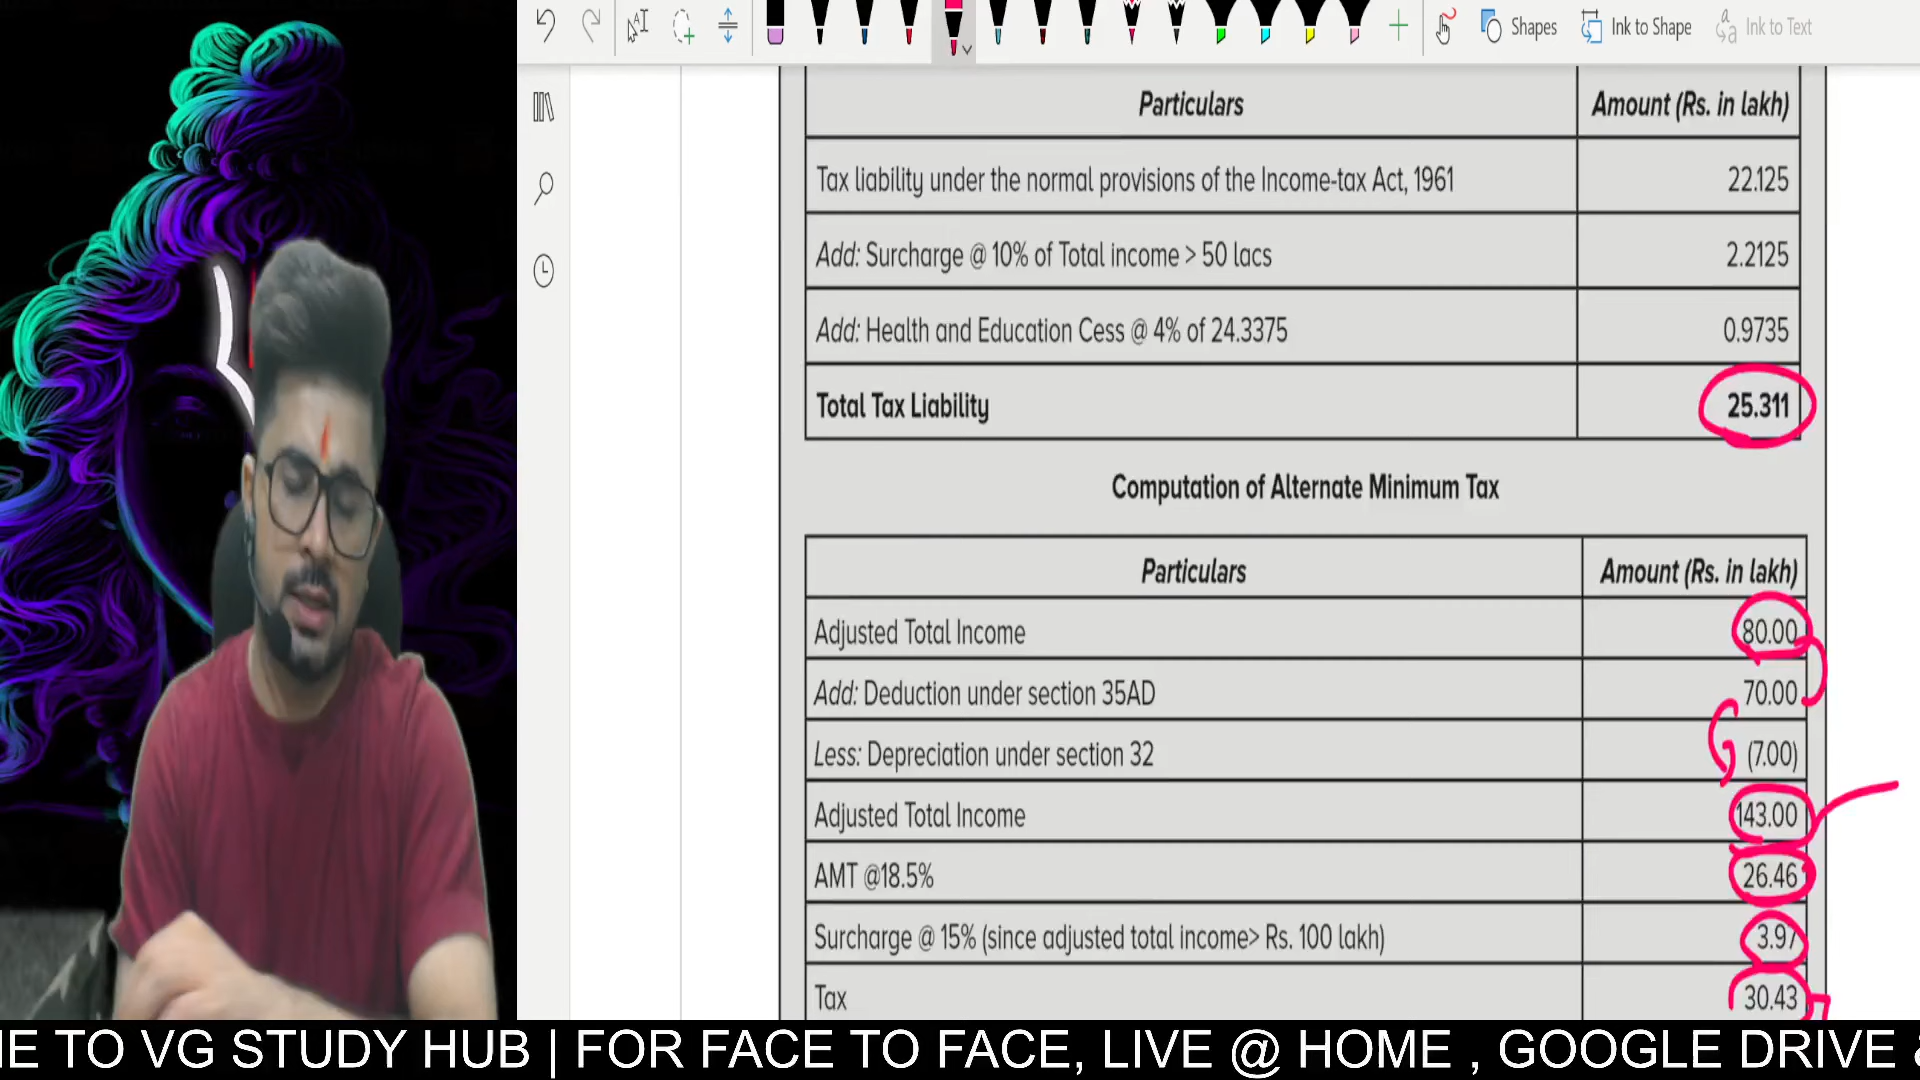 Shapes
Ink to Shape
Ink to Text
Particulars Amount (Rs. in lakh)
Tax liability under the normal provisions of the Income-tax Act, 1961 22.125
Add: Surcharge @ 10% of Total income > 50 lacs 2.2125
Add: Health and Education Cess @ 4% of 24.3375 0.9735
Total Tax Liability 25.311
Computation of Alternate Minimum Tax
Particulars Amount (Rs. in lakh)
Adjusted Total Income 80.00
Add: Deduction under section 35AD 70.00
Less: Depreciation under section 32 (7.00)
Adjusted Total Income 143.00
AMT @18.5% 26.46
Surcharge @ 15% (since adjusted total income> Rs. 100 lakh) 3.97
Tax 30.43
E TO VG STUDY HUB | FOR FACE TO FACE, LIVE @ HOME , GOOGLE DRIVE